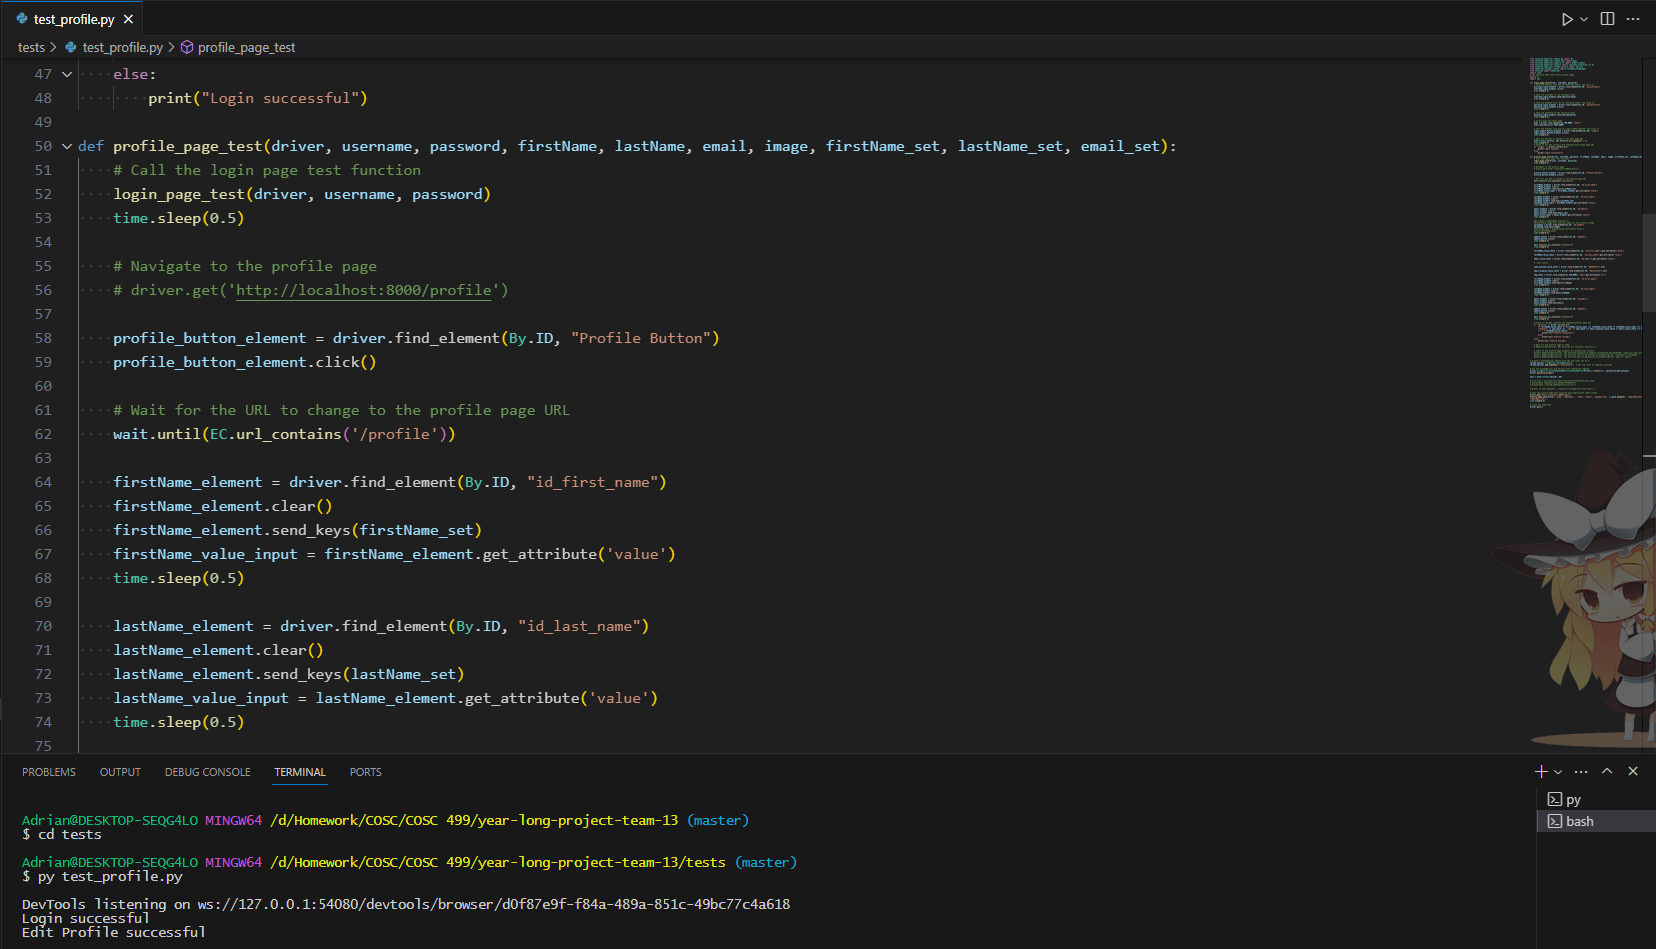 test_profile.py
tests > test_profile.py > profile_page_test
47 else:
48 print("Login successful")
49
50 def profile_page_test(driver, username, password, firstName, lastName, email, image, firstName_set, lastName_set, email_set):
51 # Call the login page test function
52 login_page_test(driver, username, password)
53 time.sleep(0.5)
54
55 # Navigate to the profile page
56 # driver.get('http://localhost:8000/profile')
57
58 profile_button_element = driver.find_element(By.ID, "Profile Button")
59 profile_button_element.click()
60
61 # Wait for the URL to change to the profile page URL
62 wait.until(EC.url_contains('/profile'))
63
64 firstName_element = driver.find_element(By.ID, "id_first_name")
65 firstName_element.clear()
66 firstName_element.send_keys(firstName_set)
67 firstName_value_input = firstName_element.get_attribute('value')
68 time.sleep(0.5)
69
70 lastName_element = driver.find_element(By.ID, "id_last_name")
71 lastName_element.clear()
72 lastName_element.send_keys(lastName_set)
73 lastName_value_input = lastName_element.get_attribute('value')
74 time.sleep(0.5)
75
PROBLEMS OUTPUT DEBUG CONSOLE TERMINAL PORTS
py
bash
Adrian@DESKTOP-SEQG4LO MINGW64 /d/Homework/COSC/COSC 499/year-long-project-team-13 (master)
$ cd tests
Adrian@DESKTOP-SEQG4LO MINGW64 /d/Homework/COSC/COSC 499/year-long-project-team-13/tests (master)
$ py test_profile.py
DevTools listening on ws://127.0.0.1:54080/devtools/browser/d0f87e9f-f84a-489a-851c-49bc77c4a618
Login successful
Edit Profile successful